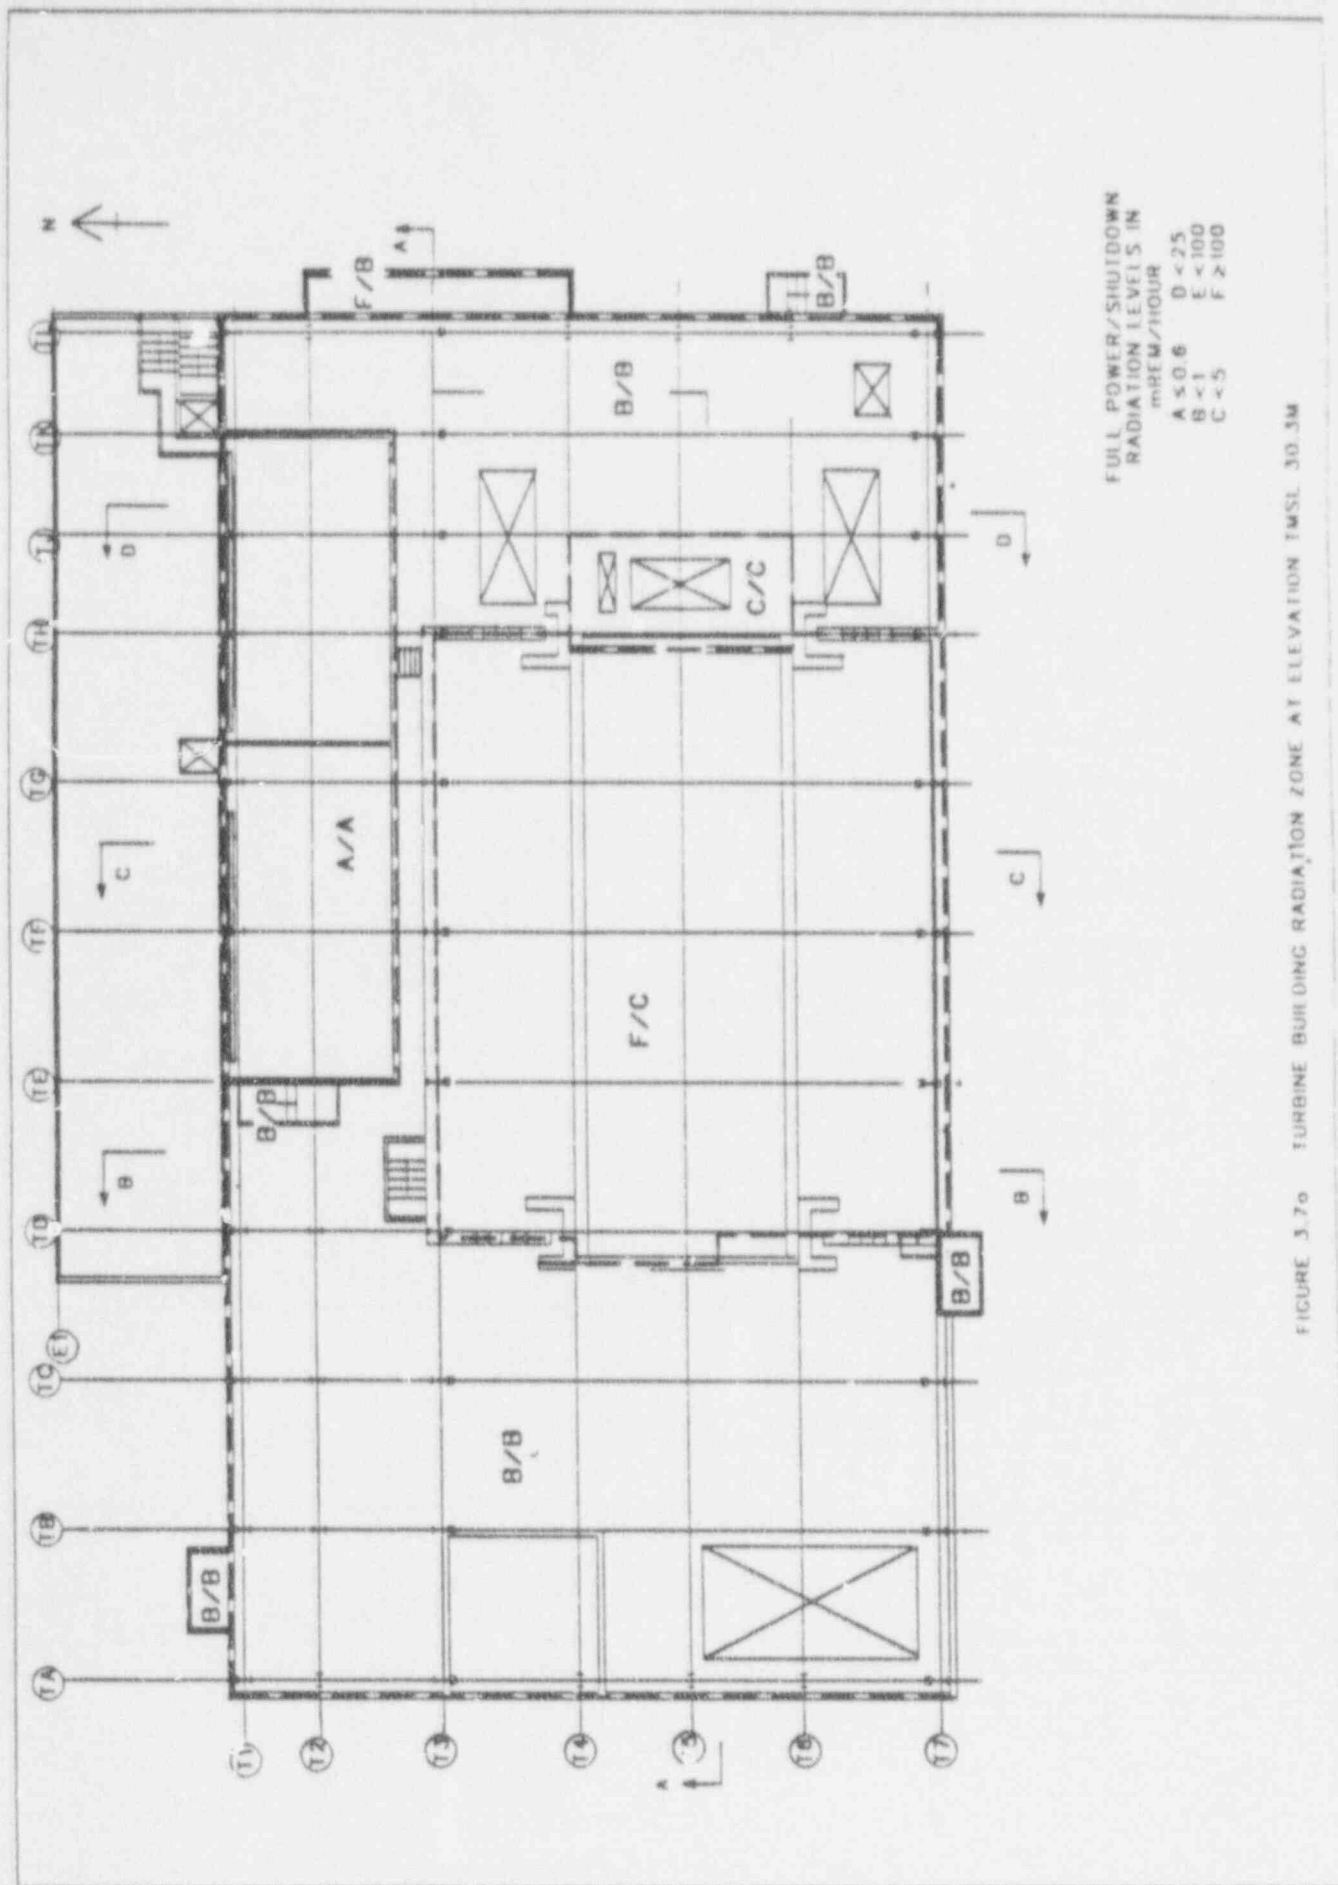 TA
TB
TC
E1
TD
TE
TF
TG
TH
TJ
TK
N
B
C
D
B/B
T1
B/B
T2
A/A
F/B
A
T3
B/B
T4
F/C
B/B
A
T5
C/C
T6
B/B
T7
B/B
B
C
D
FULL POWER/SHUTDOWN
RADIATION LEVELS IN
mREM/HOUR
A ≤ 0.6 D < 25
B < 1 E < 100
C < 5 F ≥ 100
FIGURE 3.7o TURBINE BUILDING RADIATION ZONE AT ELEVATION TMSL 30.3M